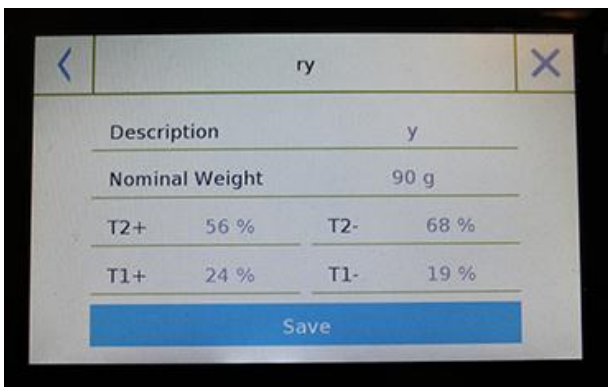 ry
Description y
Nominal Weight 90 g
T2+ 56 % T2- 68 %
T1+ 24 % T1- 19 %
Save